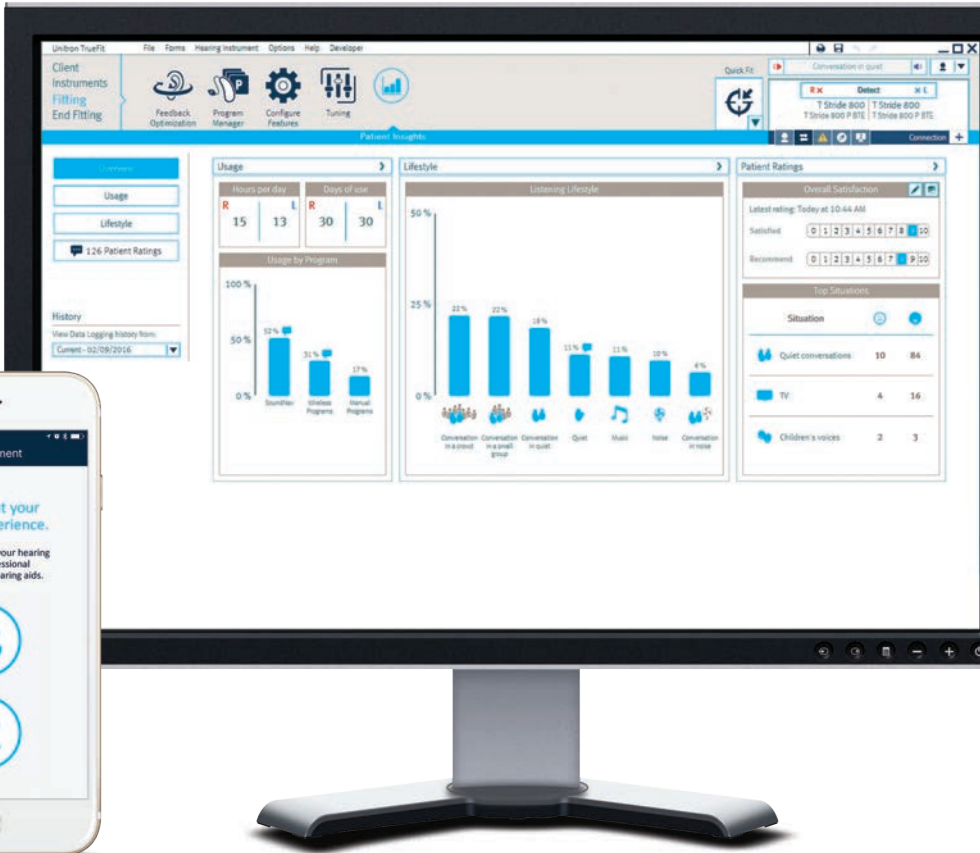 Unitron TrueFit
File Forms Hearing Instrument Options Help Developer
Client
Instruments
Fitting
End Fitting
Feedback
Optimization
Program
Manager
Configure
Features
Tuning
Quick Fit
Conversation in quiet
R Detect L
T Stride 800 T Stride 800
T Stride 800 P BTE T Stride 800 P BTE
Connection
Patient Insights
Overview
Usage
Lifestyle
126 Patient Ratings
History
View Data Logging history from:
Current - 02/09/2016
Usage
Hours per day Days of use
R L R L
15 13 30 30
Usage by Program
100 %
50 %
0 %
52%
31%
17%
SoundNav
Wireless
Programs
Manual
Programs
Lifestyle
Listening Lifestyle
50 %
25 %
0 %
22% 22% 18% 11% 11% 10% 6%
Conversation
in a crowd
Conversation
in a small
group
Conversation
in quiet
Quiet
Music
Noise
Conversation
in noise
Patient Ratings
Overall Satisfaction
Latest rating: Today at 10:44 AM
Satisfied 0 1 2 3 4 5 6 7 8 10
Recommend 0 1 2 3 4 5 6 7 9 10
Top Situations
Situation
Quiet conversations 10 84
TV 4 16
Children's voices 2 3
ment
t your
erience.
your hearing
essional
aring aids.